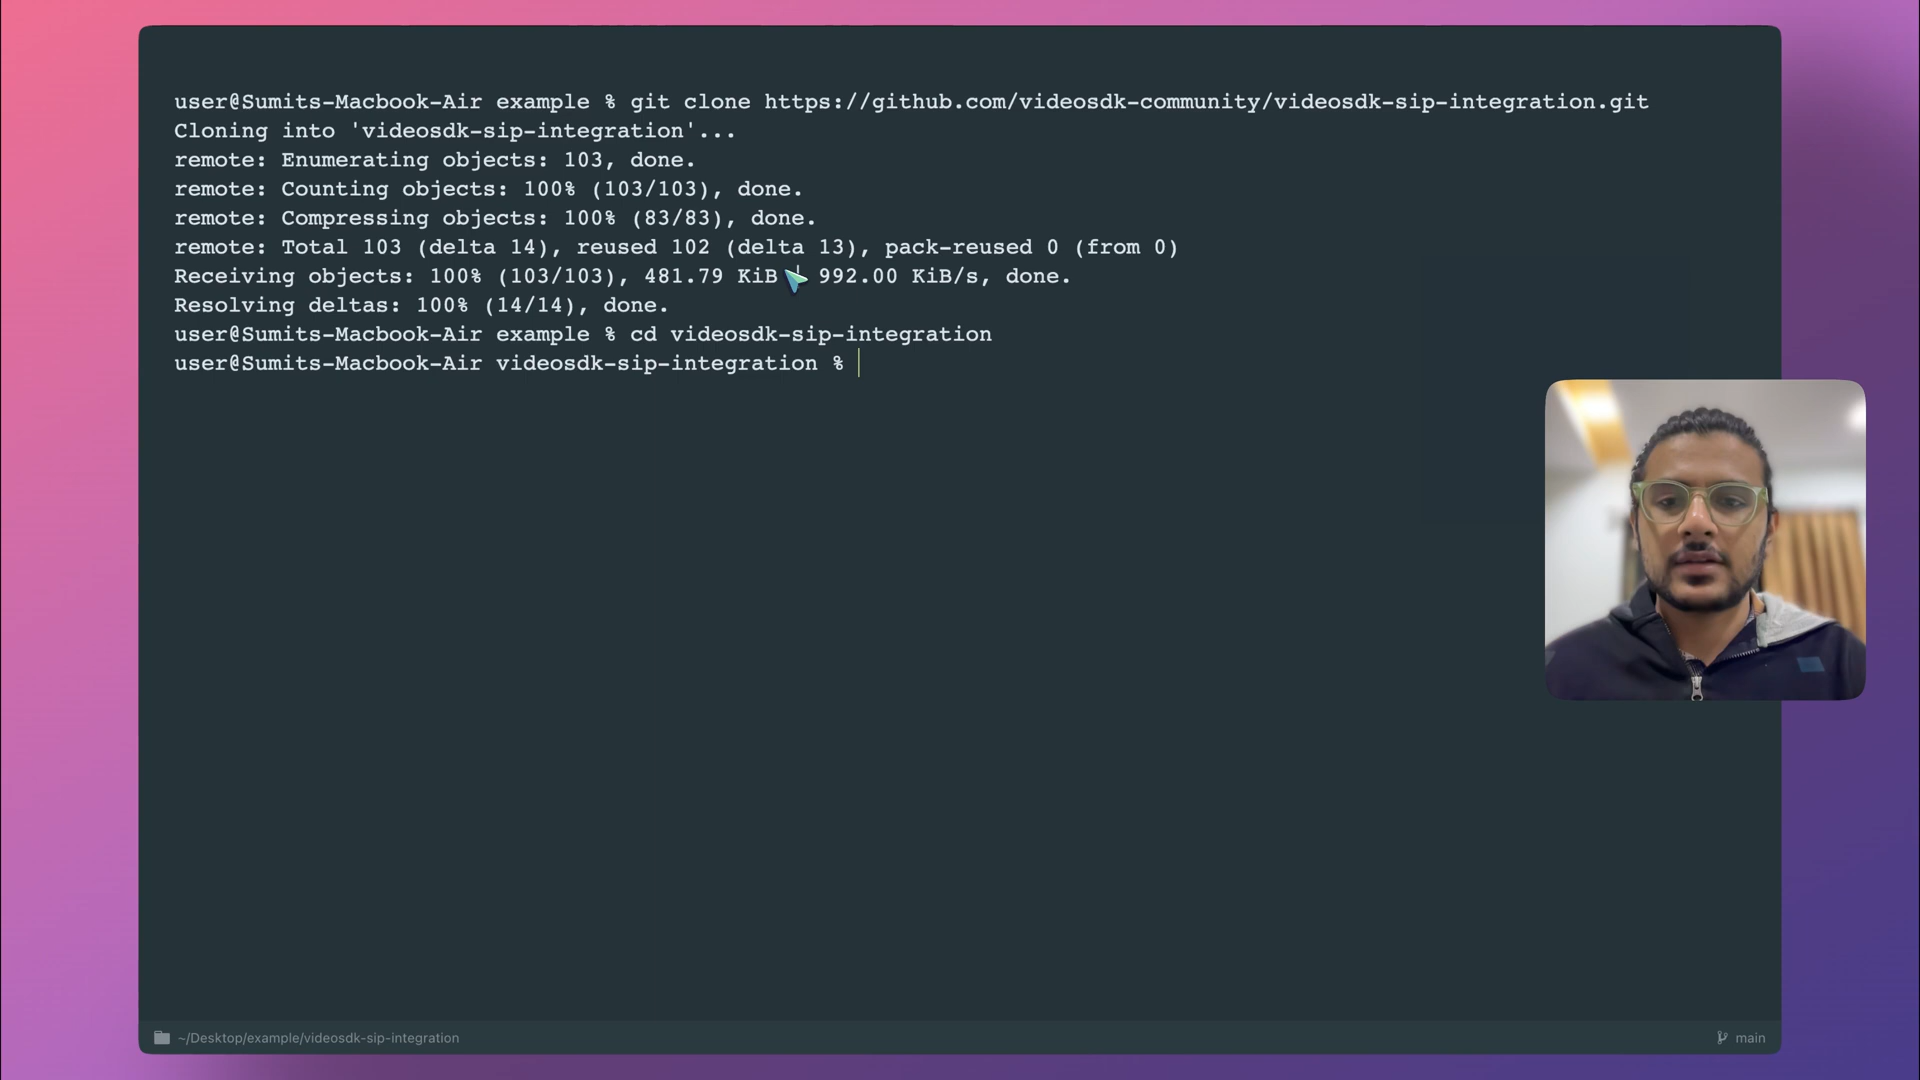 user@Sumits-Macbook-Air example % git clone https://github.com/videosdk-community/videosdk-sip-integration.git
Cloning into 'videosdk-sip-integration'...
remote: Enumerating objects: 103, done.
remote: Counting objects: 100% (103/103), done.
remote: Compressing objects: 100% (83/83), done.
remote: Total 103 (delta 14), reused 102 (delta 13), pack-reused 0 (from 0)
Receiving objects: 100% (103/103), 481.79 KiB | 992.00 KiB/s, done.
Resolving deltas: 100% (14/14), done.
user@Sumits-Macbook-Air example % cd videosdk-sip-integration
user@Sumits-Macbook-Air videosdk-sip-integration %
~/Desktop/example/videosdk-sip-integration
main